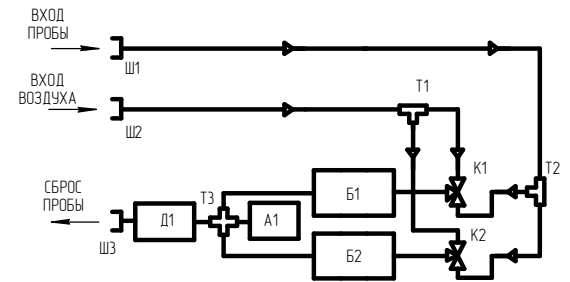 ВХОД
ПРОБЫ
Ш1
ВХОД
ВОЗДУХА
Ш2
Т1
К1
Т2
СБРОС
ПРОБЫ
Ш3
Д1
Т3
А1
Б1
Б2
К2